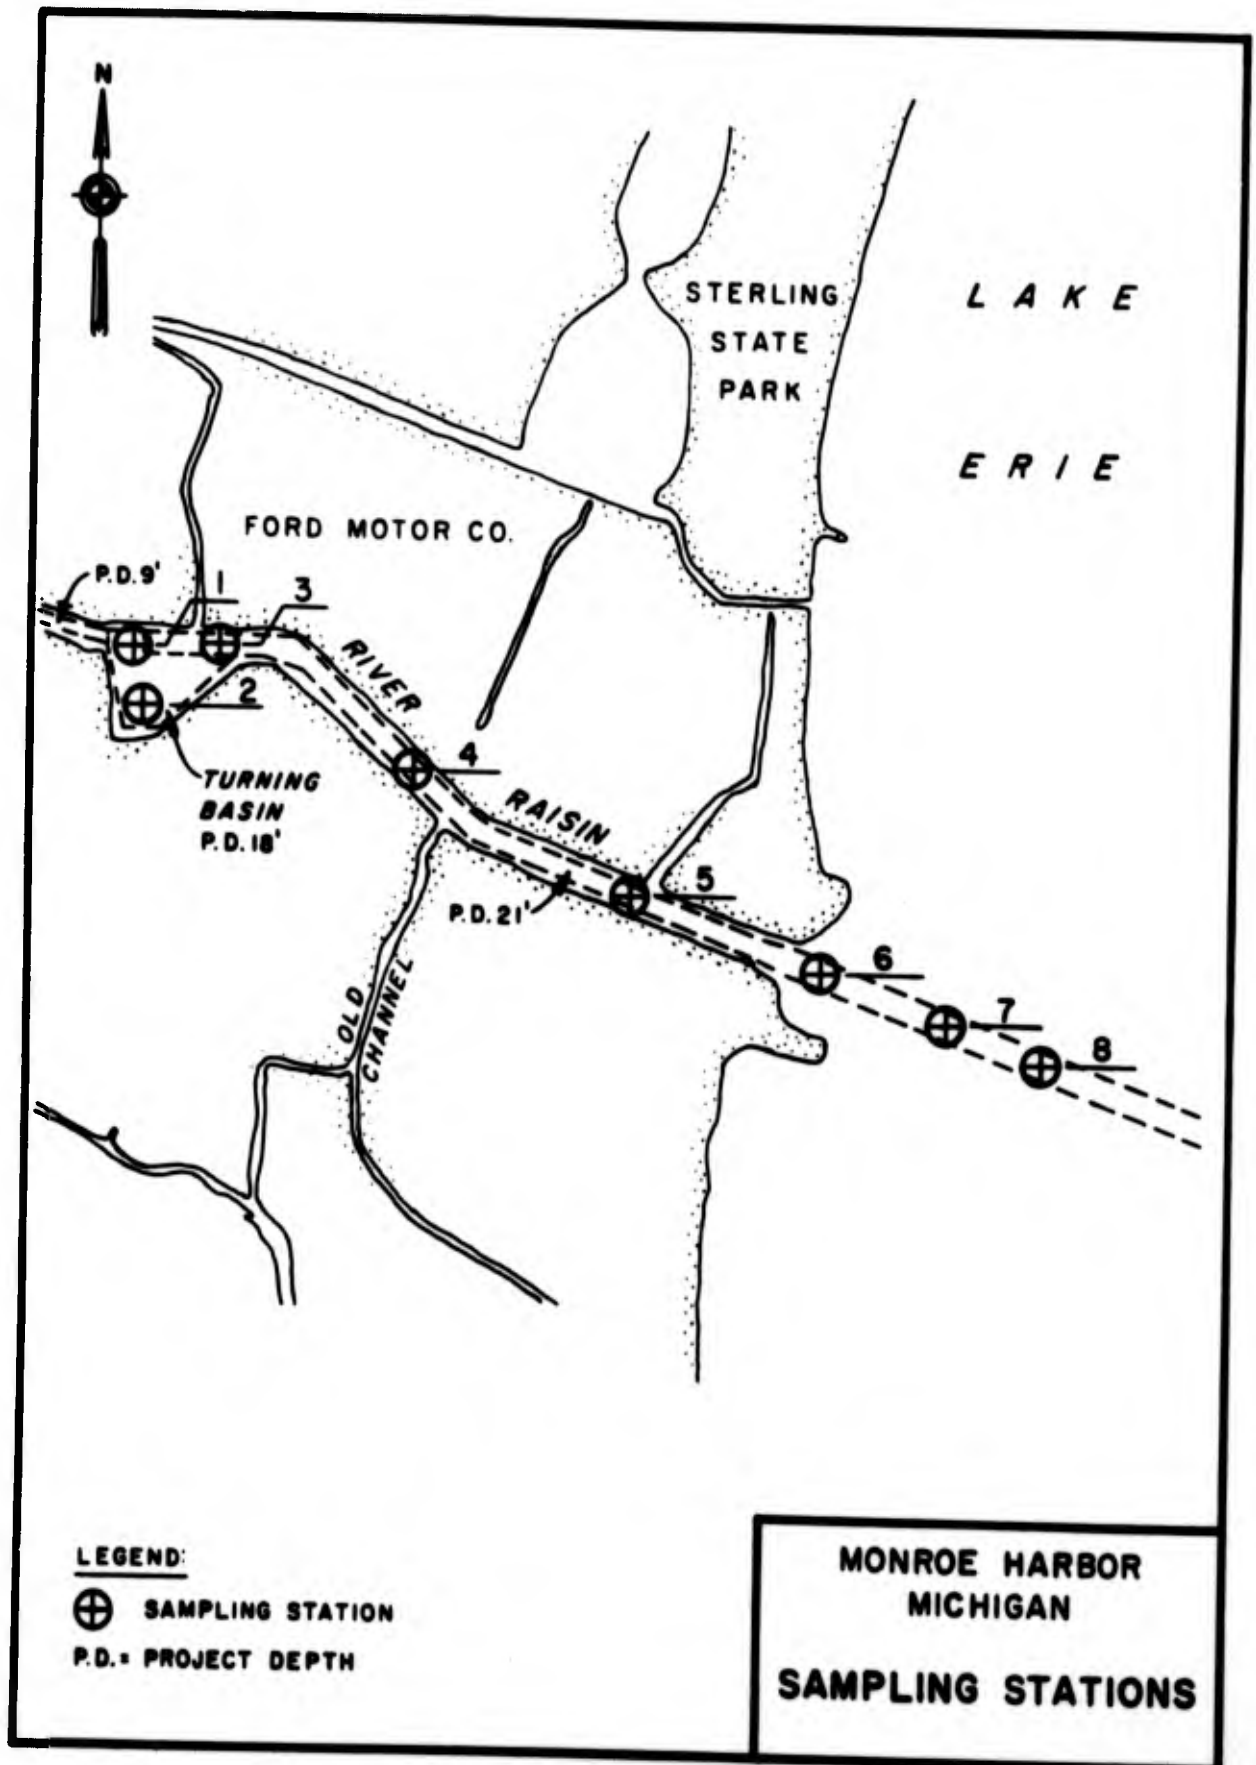 N
STERLING
STATE
PARK
LAKE
ERIE
FORD MOTOR CO.
P.D. 9'
1
3
2
RIVER
TURNING
BASIN
P.D. 18'
4
RAISIN
5
P.D. 21'
6
7
8
OLD
CHANNEL
LEGEND:
SAMPLING STATION
P.D. = PROJECT DEPTH
MONROE HARBOR
MICHIGAN
SAMPLING STATIONS